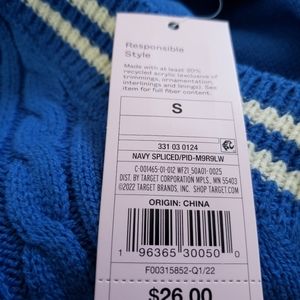 Responsible
Style
Made with at least 20%
recycled acrylic (exclusive of
trimmings, ornamentation,
interlinings and linings). See
item for full fiber content.
S
331 03 0124
NAVY SPLICED/PID-M9R9LW
C-001465-01-012 WFZ1 50A01-0025
DIST. BY TARGET CORPORATION MPLS., MN 55403
©2022 TARGET BRANDS, INC. SHOP TARGET.COM
ORIGIN: CHINA
1 96365 30050 0
F00315852-Q1/22
$26.00